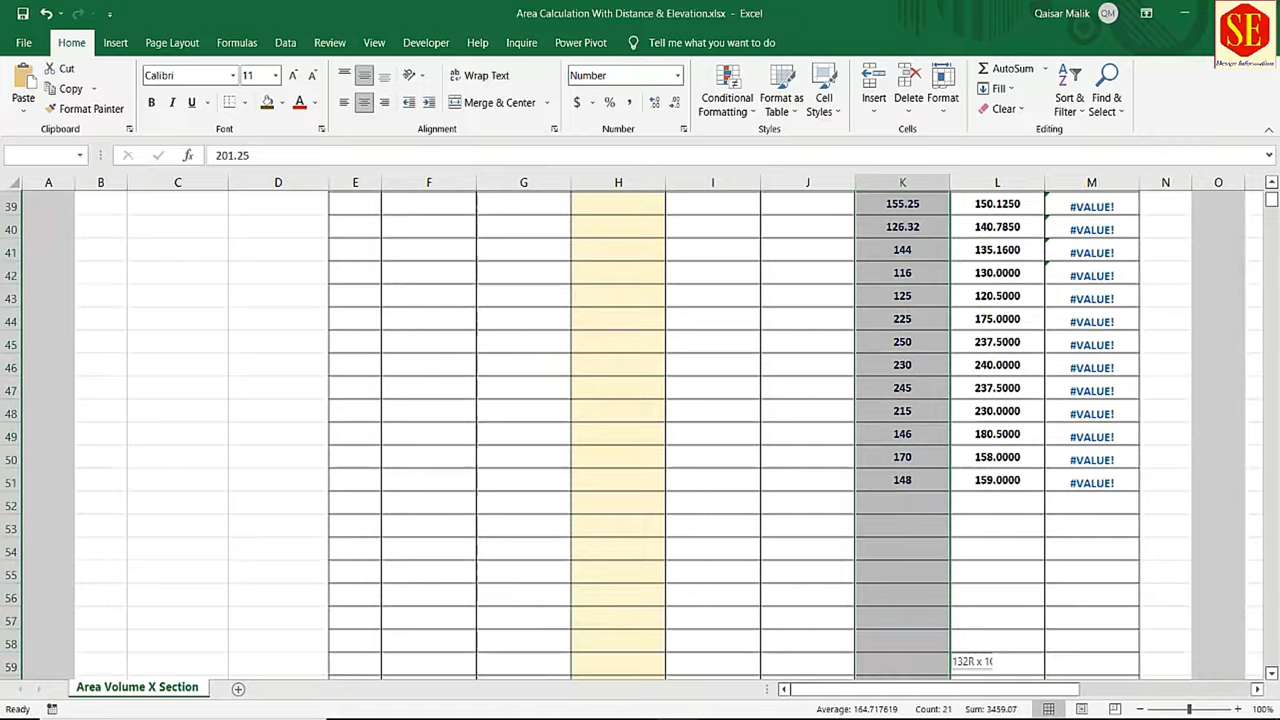 Area Calculation With Distance & Elevation.xlsx - Excel
Qaisar Malik QM
SE
Design Information
File Home Insert Page Layout Formulas Data Review View Developer Help Inquire Power Pivot Tell me what you want to do
Paste
Cut
Copy
Format Painter
Clipboard
Calibri 11
B I U
Font
Wrap Text
Merge & Center
Alignment
Number
$ % ,
Number
Conditional Formatting
Format as Table
Cell Styles
Styles
Insert Delete Format
Cells
AutoSum
Fill
Clear
Sort & Filter
Find & Select
Editing
fx 201.25
A B C D E F G H I J K L M N O
39 155.25 150.1250 #VALUE!
40 126.32 140.7850 #VALUE!
41 144 135.1600 #VALUE!
42 116 130.0000 #VALUE!
43 125 120.5000 #VALUE!
44 225 175.0000 #VALUE!
45 250 237.5000 #VALUE!
46 230 240.0000 #VALUE!
47 245 237.5000 #VALUE!
48 215 230.0000 #VALUE!
49 146 180.5000 #VALUE!
50 170 158.0000 #VALUE!
51 148 159.0000 #VALUE!
52
53
54
55
56
57
58
59 132R x
Area Volume X Section
Ready Average: 164.717619 Count: 21 Sum: 3459.07 100%